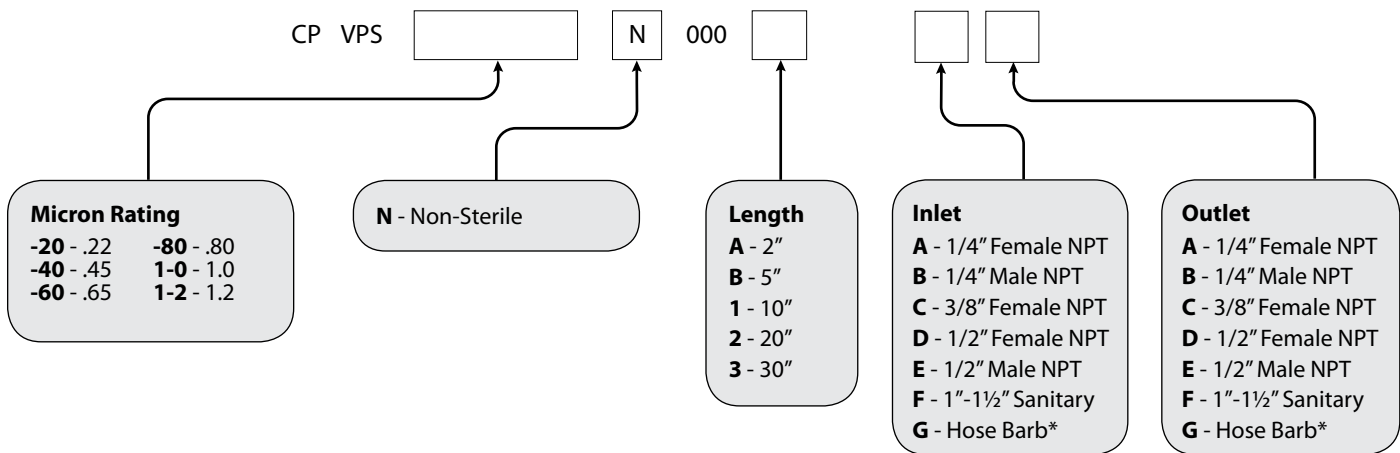 CP VPS N 000
Micron Rating
-20 - .22 -80 - .80
-40 - .45 1-0 - 1.0
-60 - .65 1-2 - 1.2
N - Non-Sterile
Length
A - 2”
B - 5”
1 - 10”
2 - 20”
3 - 30”
Inlet
A - 1/4” Female NPT
B - 1/4” Male NPT
C - 3/8” Female NPT
D - 1/2” Female NPT
E - 1/2” Male NPT
F - 1”-1½” Sanitary
G - Hose Barb*
Outlet
A - 1/4” Female NPT
B - 1/4” Male NPT
C - 3/8” Female NPT
D - 1/2” Female NPT
E - 1/2” Male NPT
F - 1”-1½” Sanitary
G - Hose Barb*